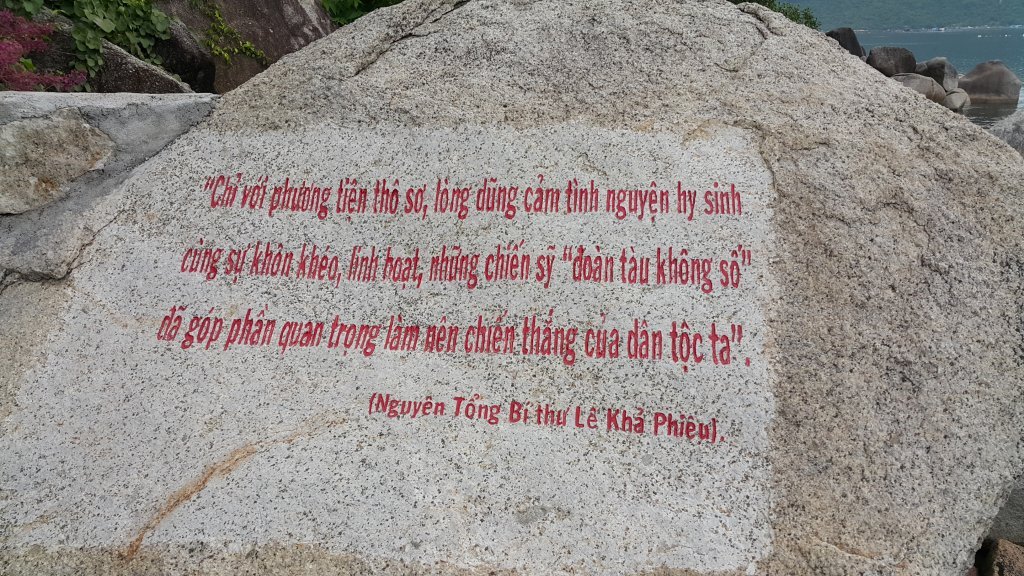 "Chỉ với phương tiện thô sơ, lòng dũng cảm tình nguyện hy sinh
cùng sự khôn khéo, linh hoạt, những chiến sỹ "đoàn tàu không số"
đã góp phần quan trọng làm nên chiến thắng của dân tộc ta".
(Nguyên Tổng Bí thư Lê Khả Phiêu).